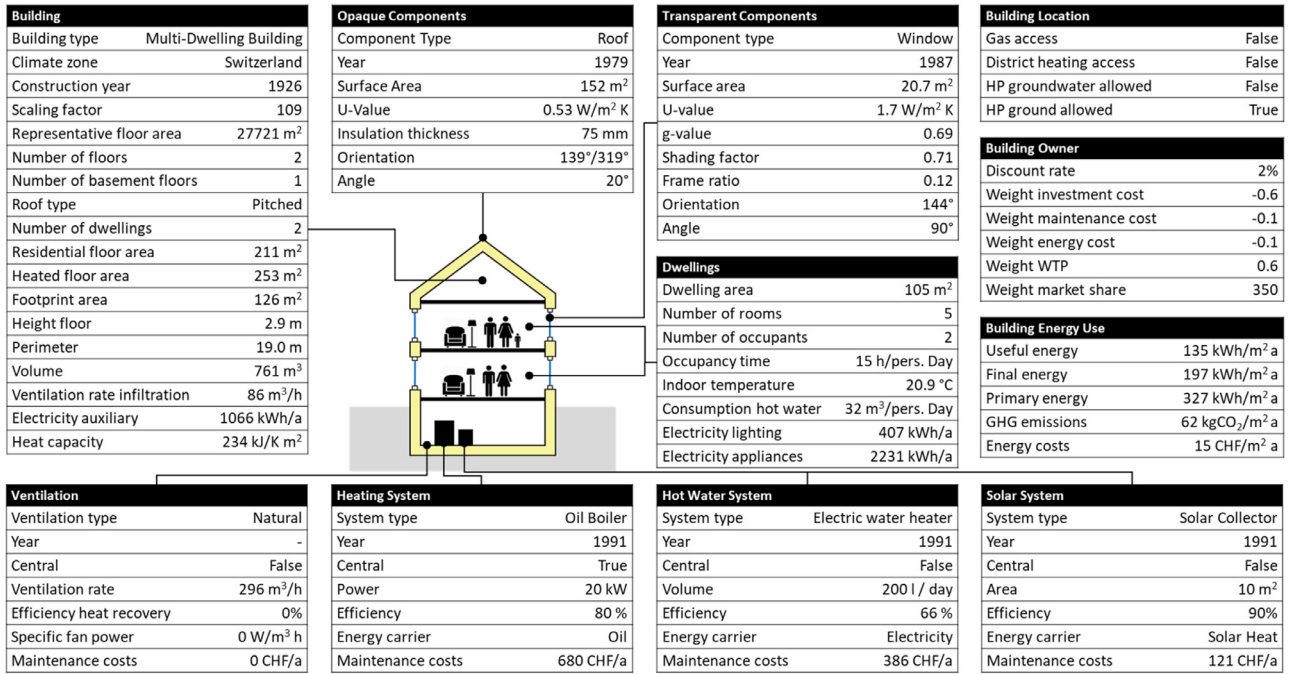 Building
Building type Multi-Dwelling Building
Climate zone Switzerland
Construction year 1926
Scaling factor 109
Representative floor area 27721 m²
Number of floors 2
Number of basement floors 1
Roof type Pitched
Number of dwellings 2
Residential floor area 211 m²
Heated floor area 253 m²
Footprint area 126 m²
Height floor 2.9 m
Perimeter 19.0 m
Volume 761 m³
Ventilation rate infiltration 86 m³/h
Electricity auxiliary 1066 kWh/a
Heat capacity 234 kJ/K m²
Opaque Components
Component Type Roof
Year 1979
Surface Area 152 m²
U-Value 0.53 W/m² K
Insulation thickness 75 mm
Orientation 139°/319°
Angle 20°
Transparent Components
Component type Window
Year 1987
Surface area 20.7 m²
U-value 1.7 W/m² K
g-value 0.69
Shading factor 0.71
Frame ratio 0.12
Orientation 144°
Angle 90°
Dwellings
Dwelling area 105 m²
Number of rooms 5
Number of occupants 2
Occupancy time 15 h/pers. Day
Indoor temperature 20.9 °C
Consumption hot water 32 m³/pers. Day
Electricity lighting 407 kWh/a
Electricity appliances 2231 kWh/a
Building Location
Gas access False
District heating access False
HP groundwater allowed False
HP ground allowed True
Building Owner
Discount rate 2%
Weight investment cost -0.6
Weight maintenance cost -0.1
Weight energy cost -0.1
Weight WTP 0.6
Weight market share 350
Building Energy Use
Useful energy 135 kWh/m² a
Final energy 197 kWh/m² a
Primary energy 327 kWh/m² a
GHG emissions 62 kgCO₂/m² a
Energy costs 15 CHF/m² a
Ventilation
Ventilation type Natural
Year -
Central False
Ventilation rate 296 m³/h
Efficiency heat recovery 0%
Specific fan power 0 W/m³ h
Maintenance costs 0 CHF/a
Heating System
System type Oil Boiler
Year 1991
Central True
Power 20 kW
Efficiency 80 %
Energy carrier Oil
Maintenance costs 680 CHF/a
Hot Water System
System type Electric water heater
Year 1991
Central False
Volume 200 l / day
Efficiency 66 %
Energy carrier Electricity
Maintenance costs 386 CHF/a
Solar System
System type Solar Collector
Year 1991
Central False
Area 10 m²
Efficiency 90%
Energy carrier Solar Heat
Maintenance costs 121 CHF/a